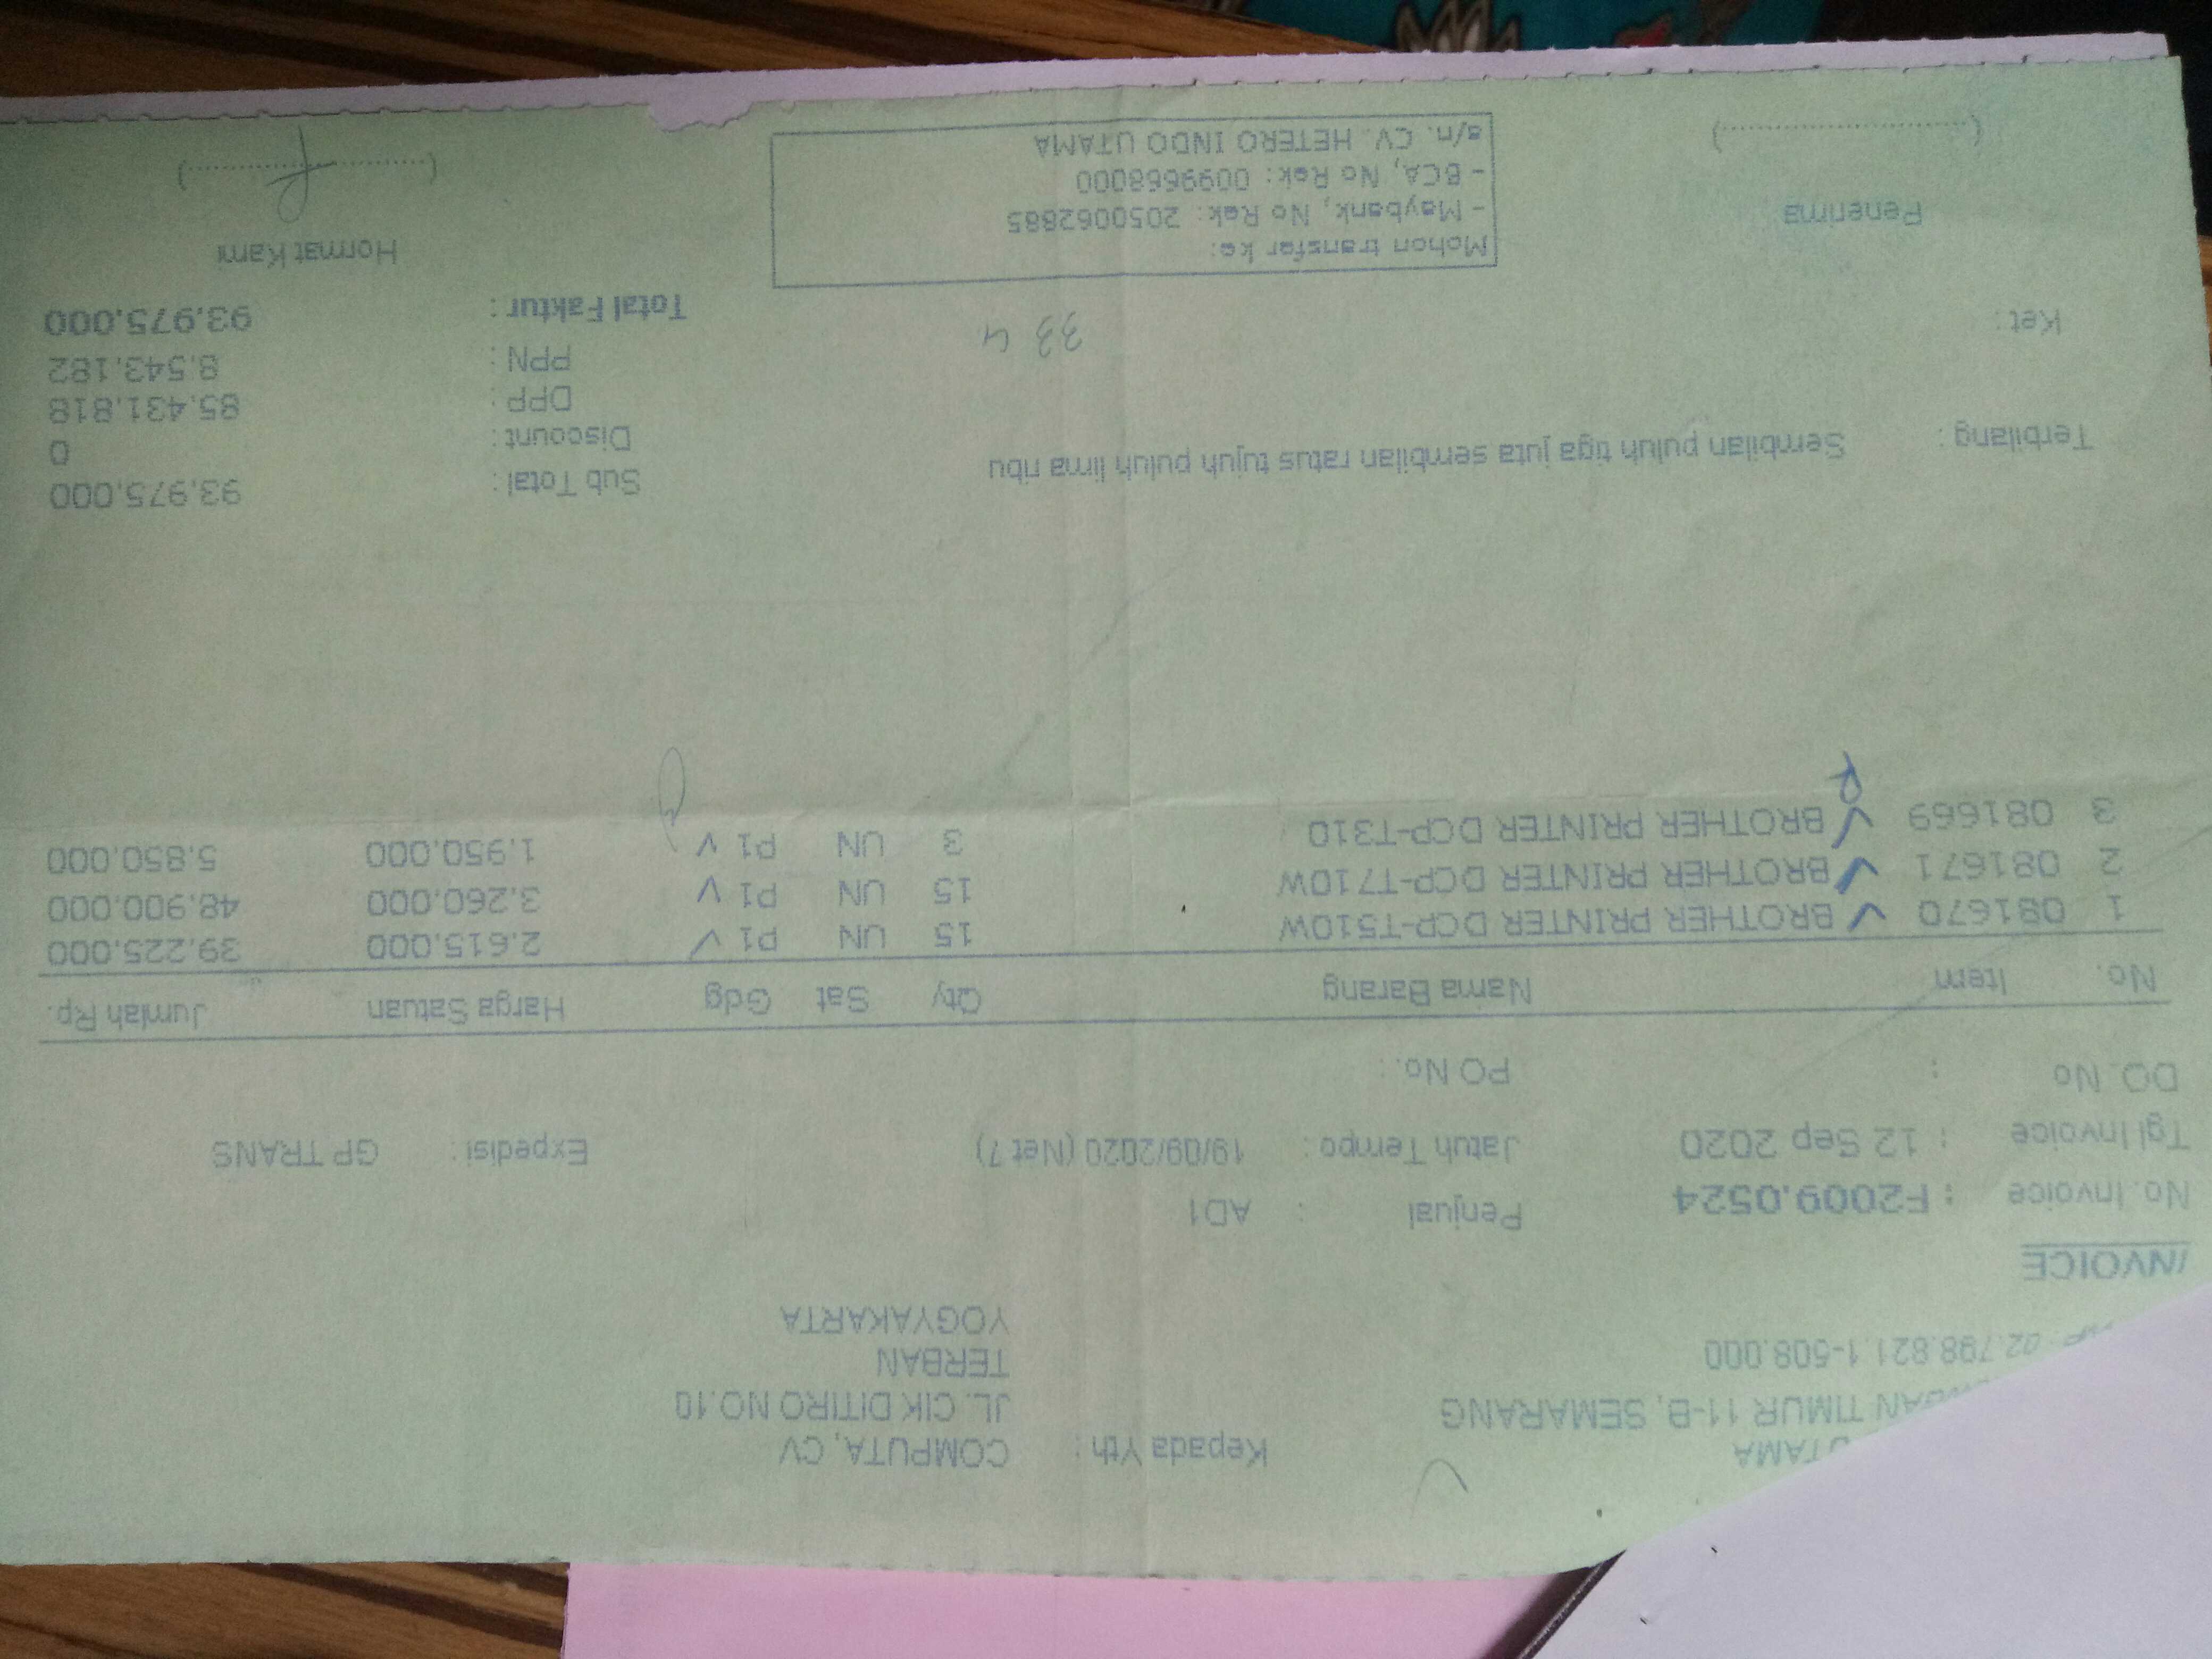 UTAMA
TIMUR 11-B, SEMARANG
02.798.821.1-508.000
Kepada Yth : COMPUTA, CV
JL. CIK DITIRO NO.10
TERBAN
YOGYAKARTA
INVOICE
No. Invoice : F2009.0524 Penjual : AD1
Tgl Invoice : 12 Sep 2020 Jatuh Tempo : 19/09/2020 (Net 7) Expedisi : GP TRANS
DO. No : PO No. :
No. Item Nama Barang Qty Sat Gdg Harga Satuan Jumlah Rp.
1 081670 BROTHER PRINTER DCP-T510W 15 UN P1 2.615.000 39.225.000
2 081671 BROTHER PRINTER DCP-T710W 15 UN P1 3.260.000 48.900.000
3 081669 BROTHER PRINTER DCP-T310 3 UN P1 1.950.000 5.850.000
Terbilang : Sembilan puluh tiga juta sembilan ratus tujuh puluh lima ribu
Sub Total : 93.975.000
Discount : 0
DPP : 85.431.818
PPN : 8.543.182
Total Faktur : 93.975.000
Ket :
33
Penerima
Mohon transfer ke:
- Maybank, No Rek: 2050062885
- BCA, No Rek: 0099668000
a/n. CV. HETERO INDO UTAMA
Hormat Kami
(....................) (....................)